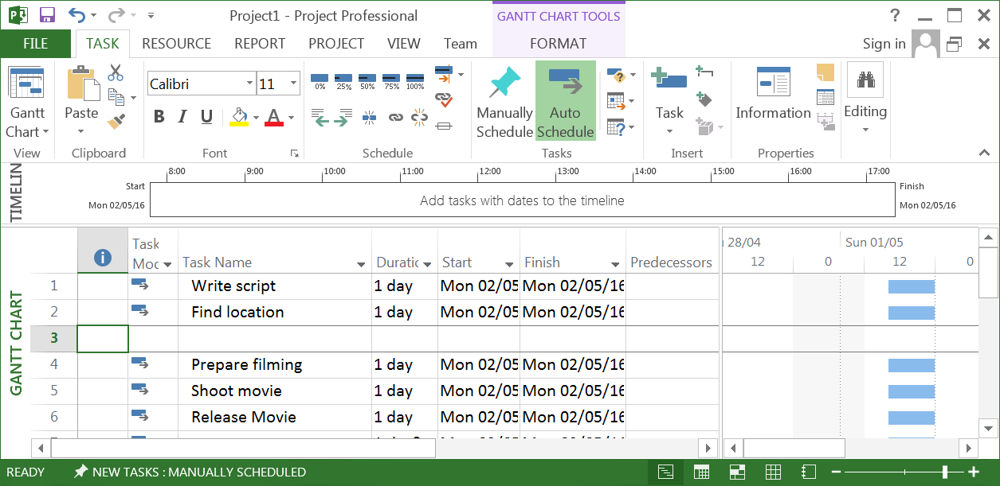 Project1 - Project Professional
GANTT CHART TOOLS
?
FILE TASK RESOURCE REPORT PROJECT VIEW Team FORMAT Sign in
Calibri 11
0% 25% 50% 75% 100%
B I U A
Gantt Chart
Paste
Manually Schedule
Auto Schedule
Task
Information
Editing
View Clipboard Font Schedule Tasks Insert Properties
TIMELIN
8:00 9:00 10:00 11:00 12:00 13:00 14:00 15:00 16:00 17:00
Start
Mon 02/05/16
Add tasks with dates to the timeline
Finish
Mon 02/05/16
GANTT CHART
Task
Mod Task Name Duratic Start Finish Predecessors
28/04 Sun 01/05
12 0 12 0
1 Write script 1 day Mon 02/05 Mon 02/05/16
2 Find location 1 day Mon 02/05 Mon 02/05/16
3
4 Prepare filming 1 day Mon 02/05 Mon 02/05/16
5 Shoot movie 1 day Mon 02/05 Mon 02/05/16
6 Release Movie 1 day Mon 02/05 Mon 02/05/16
READY NEW TASKS : MANUALLY SCHEDULED